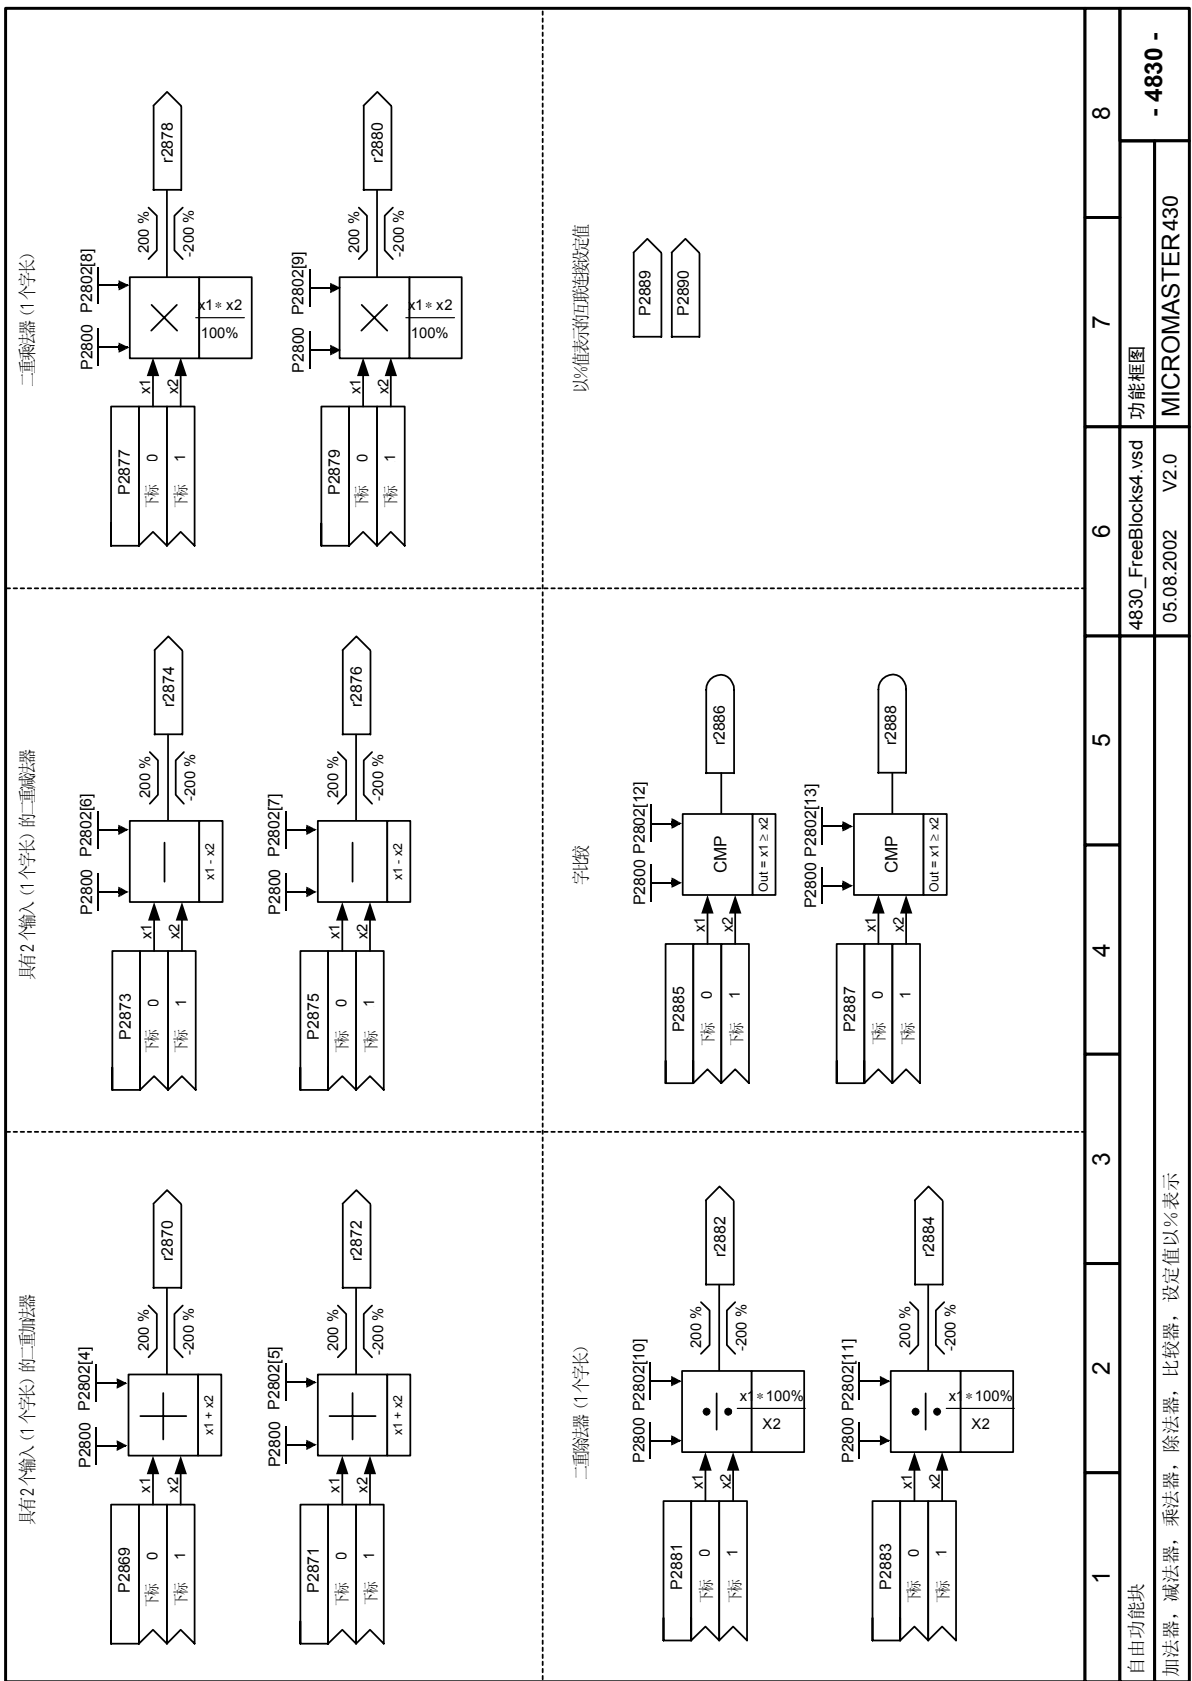 具有2个输入 (1个字长) 的二重加法器
P2800 P2802[4]
P2869
下标 0
下标 1
x1
x2
x1 + x2
200 %
-200 %
r2870
P2800 P2802[5]
P2871
下标 0
下标 1
x1
x2
x1 + x2
200 %
-200 %
r2872
具有2个输入 (1个字长) 的二重减法器
P2800 P2802[6]
P2873
下标 0
下标 1
x1
x2
x1 - x2
200 %
-200 %
r2874
P2800 P2802[7]
P2875
下标 0
下标 1
x1
x2
x1 - x2
200 %
-200 %
r2876
二重乘法器 (1个字长)
P2800 P2802[8]
P2877
下标 0
下标 1
x1
x2
x1 * x2
100%
200 %
-200 %
r2878
P2800 P2802[9]
P2879
下标 0
下标 1
x1
x2
x1 * x2
100%
200 %
-200 %
r2880
二重除法器 (1个字长)
P2800 P2802[10]
P2881
下标 0
下标 1
x1
x2
x1 * 100%
X2
200 %
-200 %
r2882
P2800 P2802[11]
P2883
下标 0
下标 1
x1
x2
x1 * 100%
X2
200 %
-200 %
r2884
字比较
P2800 P2802[12]
P2885
下标 0
下标 1
x1
x2
CMP
Out = x1 ≥ x2
r2886
P2800 P2802[13]
P2887
下标 0
下标 1
x1
x2
CMP
Out = x1 ≥ x2
r2888
以%值表示的互联连接设定值
P2889
P2890
1 2 3 4 5 6 7 8
自由功能块
4830_FreeBlocks4.vsd
功能框图
- 4830 -
加法器，减法器，乘法器，除法器，比较器，设定值以%表示
05.08.2002 V2.0
MICROMASTER 430